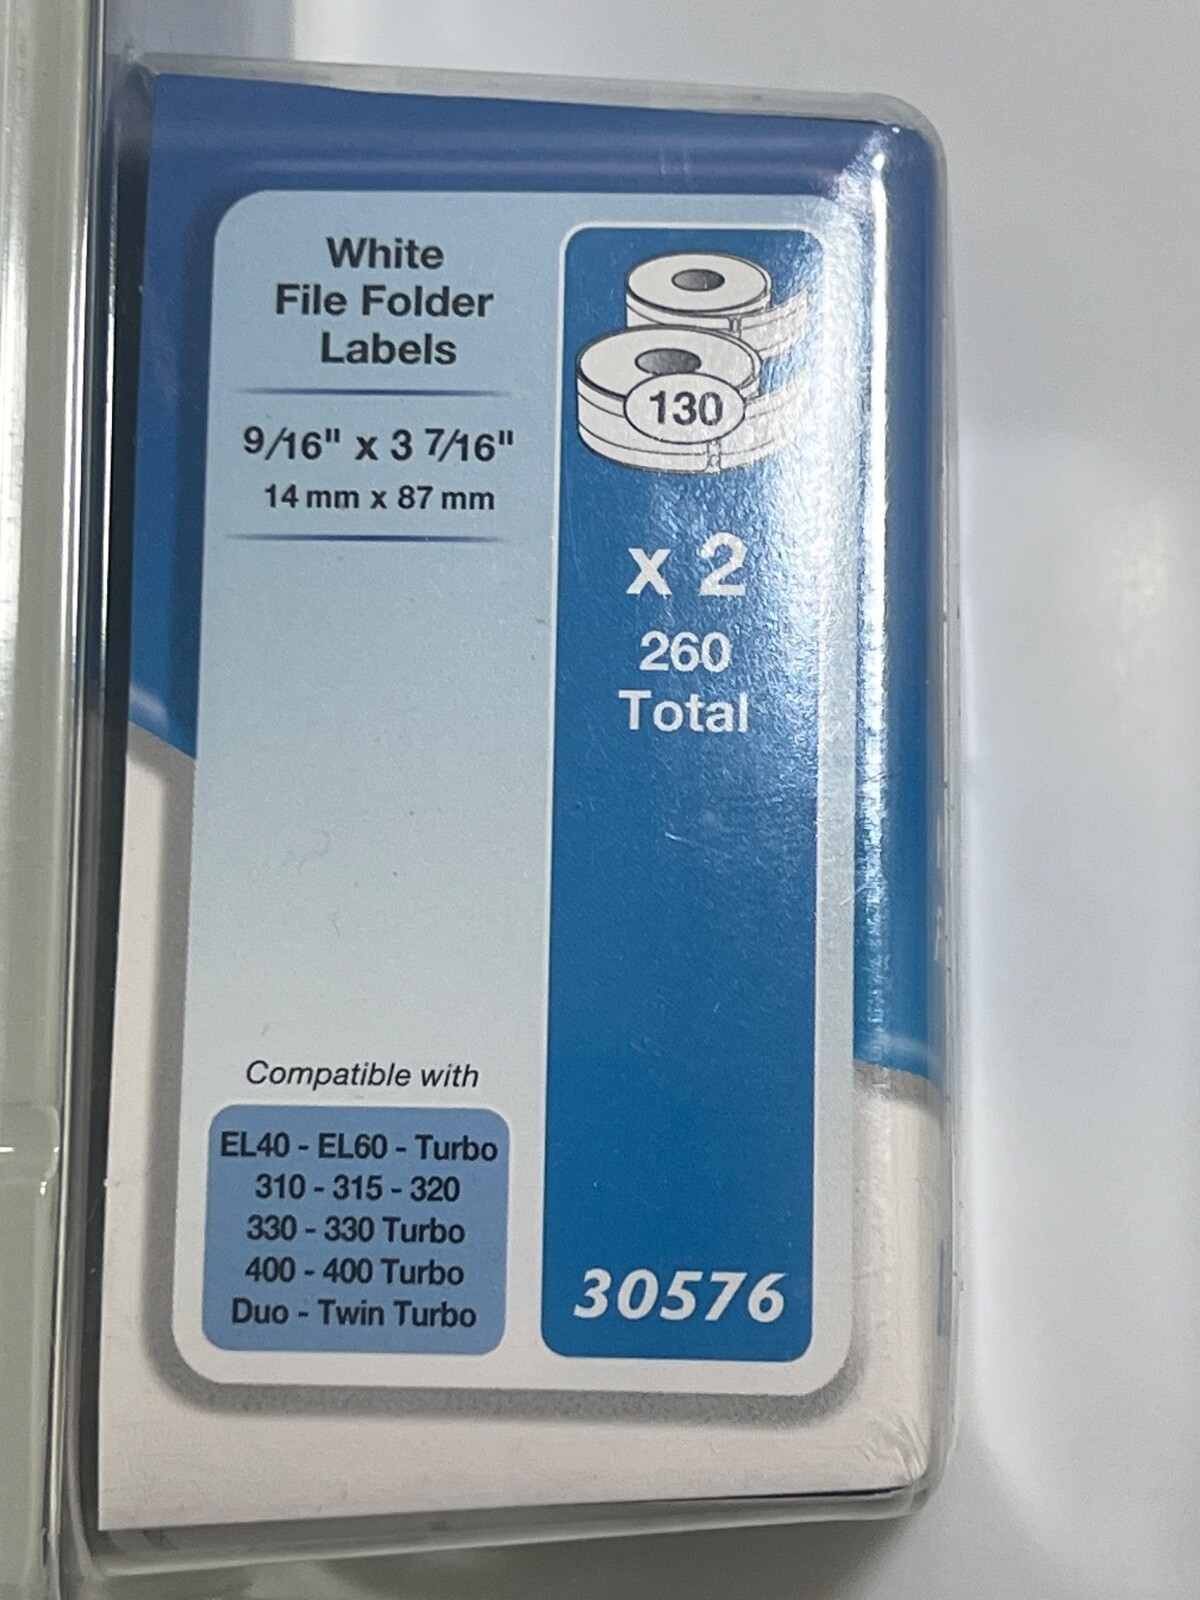 White
File Folder
Labels
9/16" x 3 7/16"
14 mm x 87 mm
130
x 2
260
Total
Compatible with
EL40 - EL60 - Turbo
310 - 315 - 320
330 - 330 Turbo
400 - 400 Turbo
Duo - Twin Turbo
30576